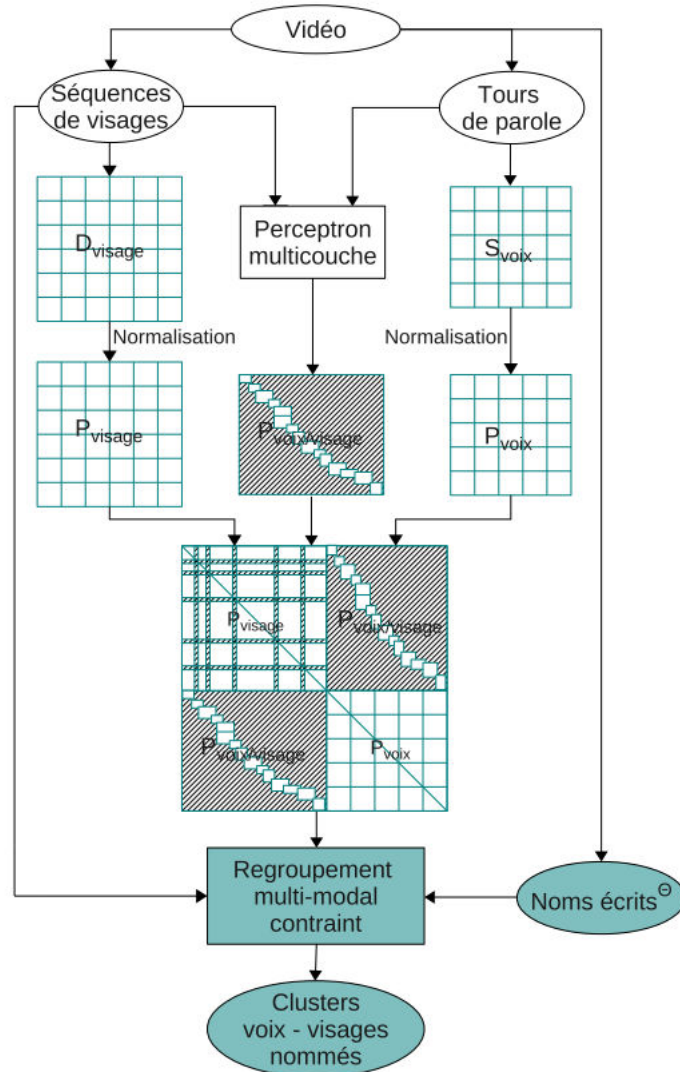 Vidéo
Séquences
de visages
Tours
de parole
Dvisage
Perceptron
multicouche
Svoix
Normalisation
Normalisation
Pvisage
Pvoix/visage
Pvoix
Pvisage
Pvoix/visage
Pvoix/visage
Pvoix
Regroupement
multi-modal
contraint
Noms écritsΘ
Clusters
voix - visages
nommés